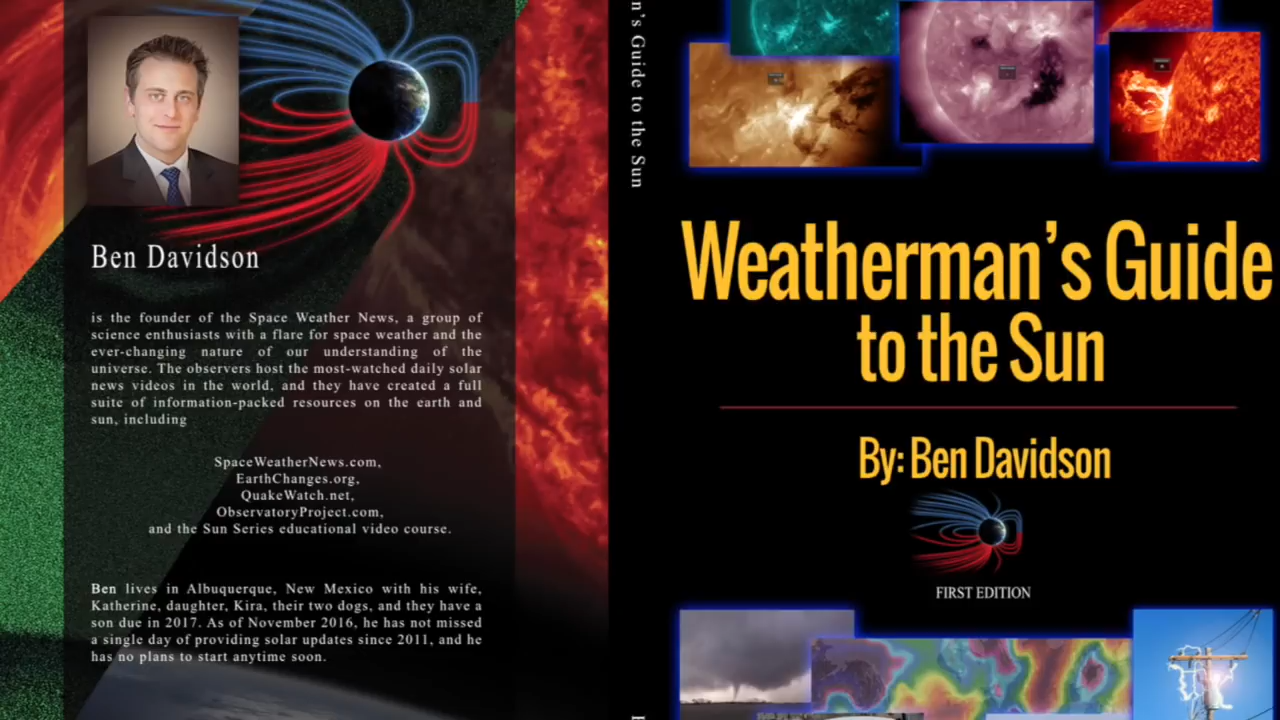 Ben Davidson
is the founder of the Space Weather News, a group of
science enthusiasts with a flare for space weather and the
ever-changing nature of our understanding of the
universe. The observers host the most-watched daily solar
news videos in the world, and they have created a full
suite of information-packed resources on the earth and
sun, including
SpaceWeatherNews.com,
EarthChanges.org,
QuakeWatch.net,
ObservatoryProject.com,
and the Sun Series educational video course.
Ben lives in Albuquerque, New Mexico with his wife,
Katherine, daughter, Kira, their two dogs, and they have a
son due in 2017. As of November 2016, he has not missed
a single day of providing solar updates since 2011, and he
has no plans to start anytime soon.
n's Guide to the Sun
Weatherman's Guide
to the Sun
By: Ben Davidson
FIRST EDITION